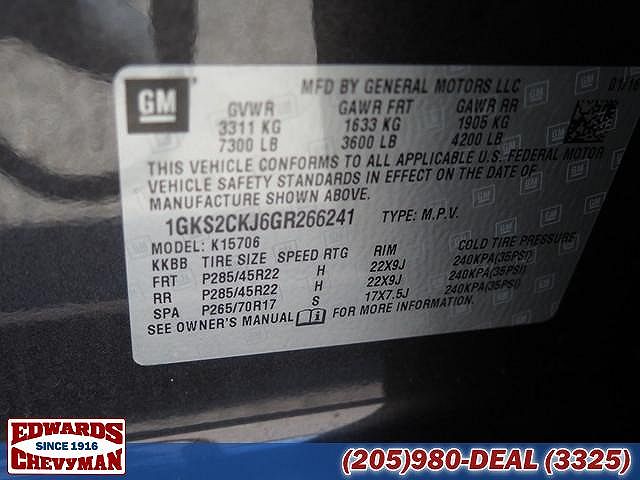 GM
MFD BY GENERAL MOTORS LLC 01/16
GVWR GAWR FRT GAWR RR
3311 KG 1633 KG 1905 KG
7300 LB 3600 LB 4200 LB
THIS VEHICLE CONFORMS TO ALL APPLICABLE U.S. FEDERAL MOTOR
VEHICLE SAFETY STANDARDS IN EFFECT ON THE DATE OF
MANUFACTURE SHOWN ABOVE.
1GKS2CKJ6GR266241 TYPE: M.P.V.
MODEL: K15706
KKBB TIRE SIZE SPEED RTG RIM COLD TIRE PRESSURE
FRT P285/45R22 H 22X9J 240KPA(35PSI)
RR P285/45R22 H 22X9J 240KPA(35PSI)
SPA P265/70R17 S 17X7.5J 240KPA(35PSI)
SEE OWNER'S MANUAL FOR MORE INFORMATION.
EDWARDS
SINCE 1916
CHEVYMAN
(205)980-DEAL (3325)